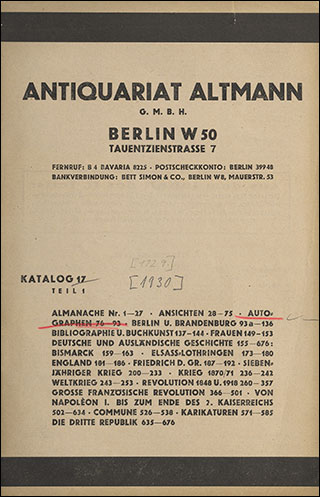 ANTIQUARIAT ALTMANN
G. M. B. H.
BERLIN W 50
TAUENTZIENSTRASSE 7
FERNRUF: B 4 BAVARIA 8225 · POSTSCHECKKONTO: BERLIN 39948
BANKVERBINDUNG: BETT SIMON & CO., BERLIN W 8, MAUERSTR. 53
[1929]
KATALOG 17 [1930]
TEIL 1
ALMANACHE Nr. 1–27 · ANSICHTEN 28–75 · AUTO-
GRAPHEN 76–93 · BERLIN U. BRANDENBURG 93a–136
BIBLIOGRAPHIE U. BUCHKUNST 137–144 · FRAUEN 149–153
DEUTSCHE UND AUSLÄNDISCHE GESCHICHTE 155–676:
BISMARCK 159–163 · ELSASS-LOTHRINGEN 173–180
ENGLAND 181–186 · FRIEDRICH D. GR. 187–192 · SIEBEN-
JÄHRIGER KRIEG 200–233 · KRIEG 1870/71 236–242
WELTKRIEG 243–253 · REVOLUTION 1848 U. 1918 260–357
GROSSE FRANZÖSISCHE REVOLUTION 366–501 · VON
NAPOLÉON I. BIS ZUM ENDE DES 2. KAISERREICHS
502–634 · COMMUNE 526–538 · KARIKATUREN 571–585
DIE DRITTE REPUBLIK 635–676